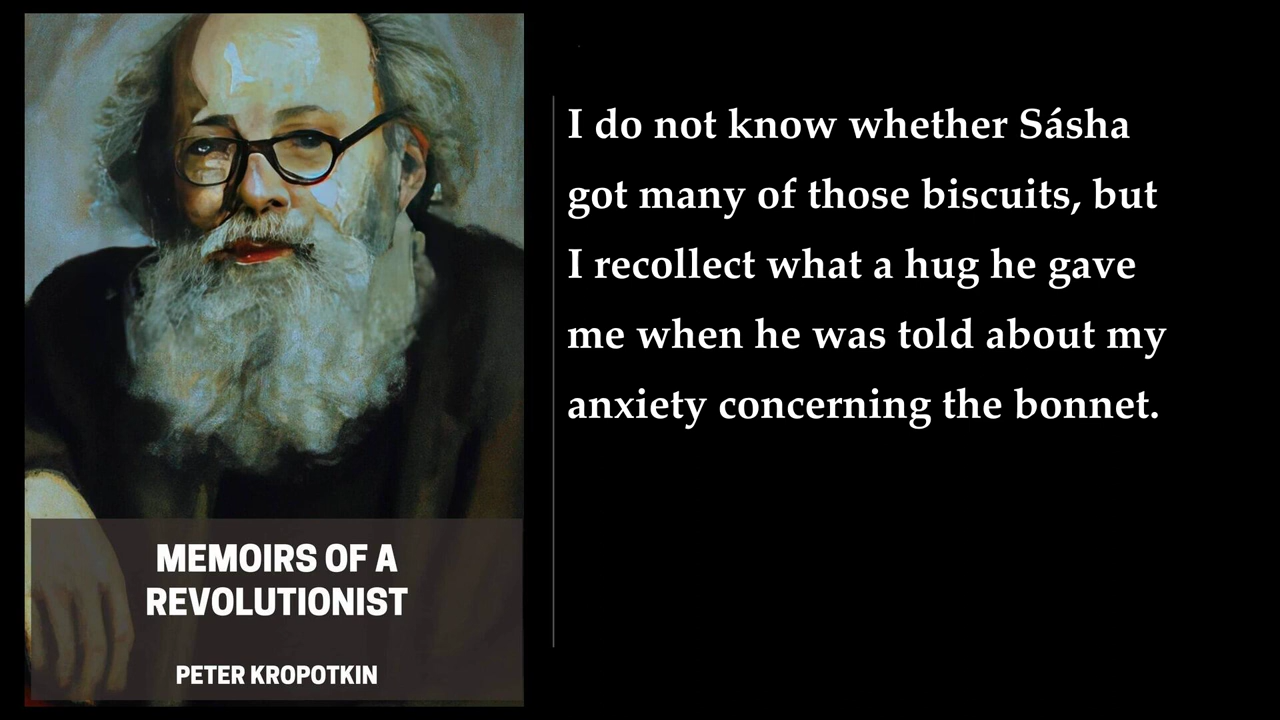 I do not know whether Sásha
got many of those biscuits, but
I recollect what a hug he gave
me when he was told about my
anxiety concerning the bonnet.
MEMOIRS OF A
REVOLUTIONIST
PETER KROPOTKIN